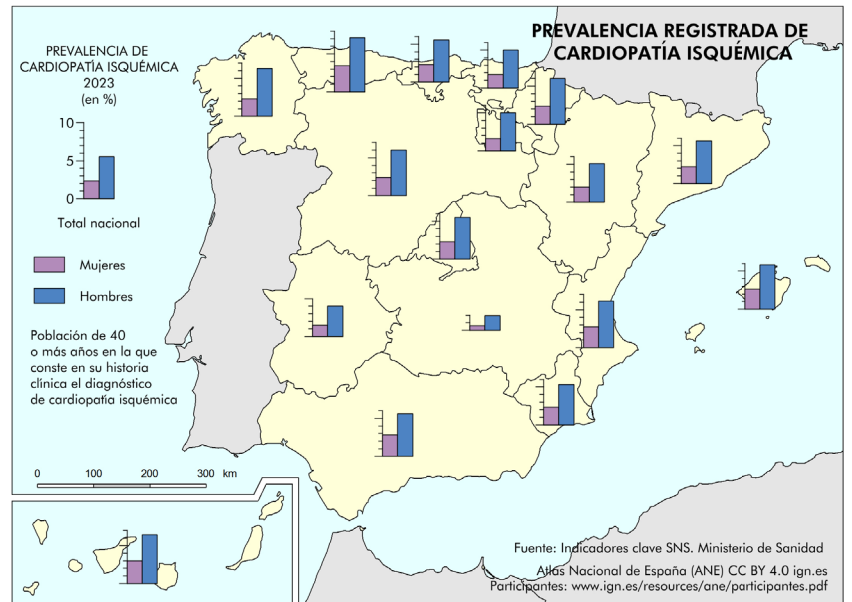 PREVALENCIA REGISTRADA DE
CARDIOPATÍA ISQUÉMICA
PREVALENCIA DE
CARDIOPATÍA ISQUÉMICA
2023
(en %)
10
5
0
Total nacional
Mujeres
Hombres
Población de 40
o más años en la que
conste en su historia
clínica el diagnóstico
de cardiopatía isquémica
0 100 200 300 km
Fuente: Indicadores clave SNS. Ministerio de Sanidad
Atlas Nacional de España (ANE) CC BY 4.0 ign.es
Participantes: www.ign.es/resources/ane/participantes.pdf